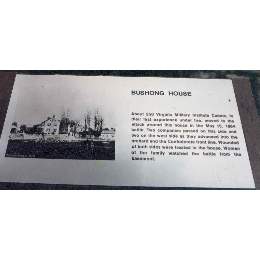 BUSHONG HOUSE
About 250 Virginia Military Institute Cadets, in
their first experience under fire, moved to the
attack around this house in the May 15, 1864
battle. Two companies passed on this side and
two on the west side as they advanced into the
orchard and the Confederate front line. Wounded
of both sides were treated in the house. Women
of the family watched the battle from the
basement.